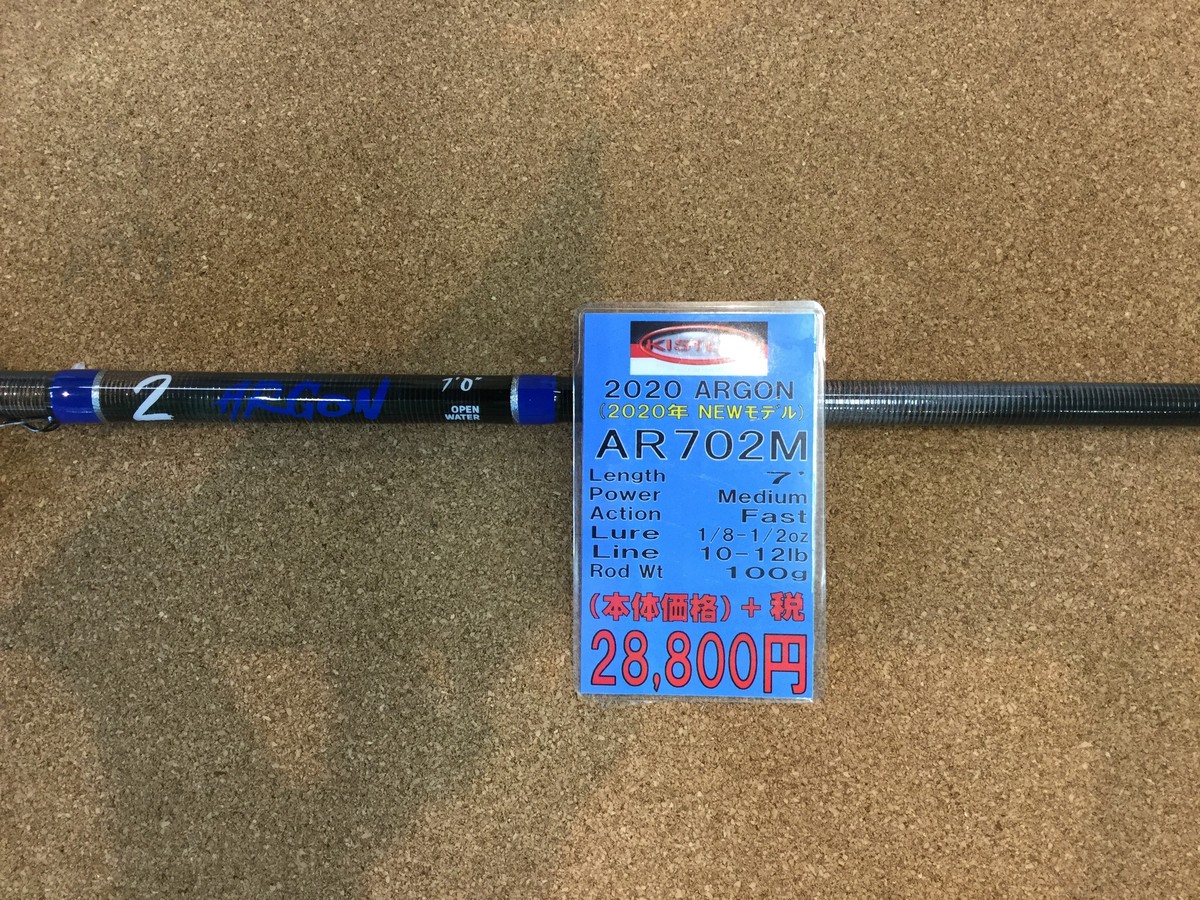 2 ARGON 7'0"
OPEN
WATER
2020 ARGON
(2020年 NEWモデル)
AR702M
Length 7'
Power Medium
Action Fast
Lure 1/8-1/2oz
Line 10-12lb
Rod Wt 100g
(本体価格)+税
28,800円